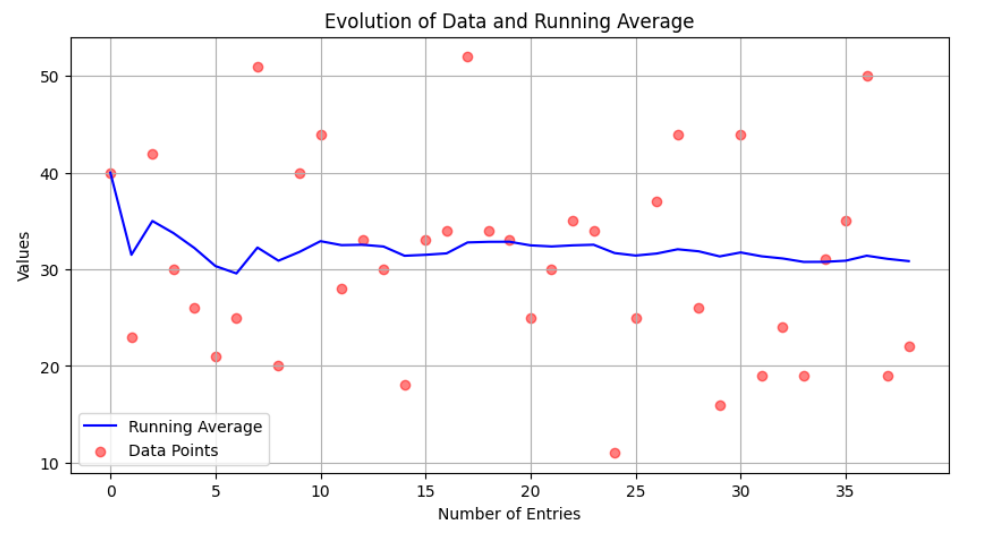 Evolution of Data and Running Average
Values
50
40
30
20
10
Running Average
Data Points
0 5 10 15 20 25 30 35
Number of Entries